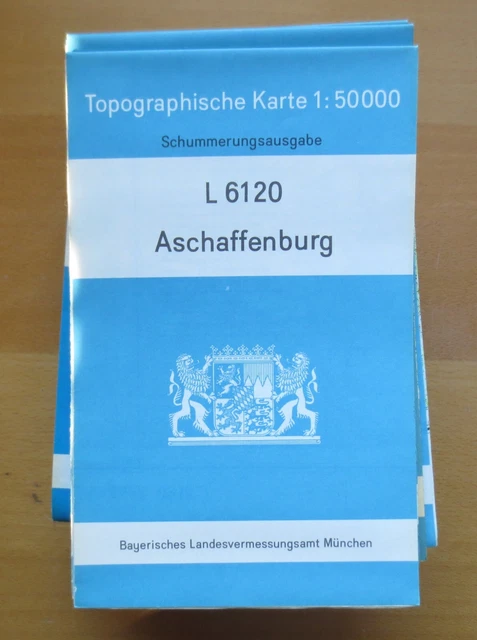 Topographische Karte 1:50000
Schummerungsausgabe
L 6120
Aschaffenburg
Bayerisches Landesvermessungsamt München